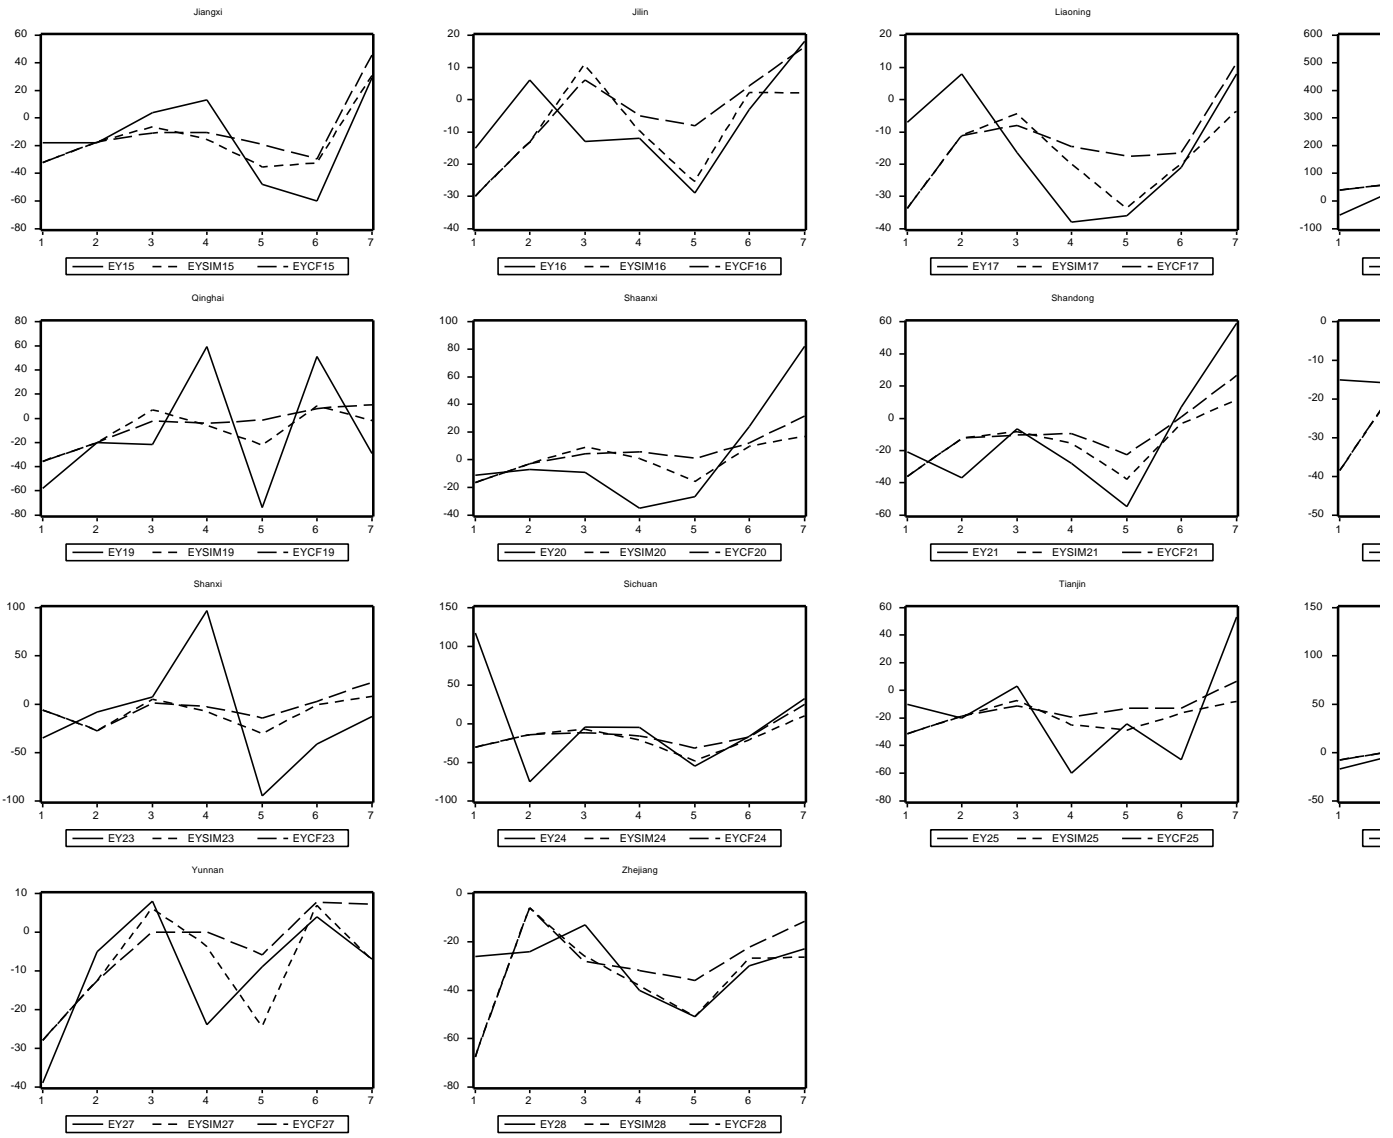 Jiangxi
60
40
20
0
-20
-40
-60
-80
1 2 3 4 5 6 7
EY15 EYSIM15 EYCF15
Jilin
20
10
0
-10
-20
-30
-40
1 2 3 4 5 6 7
EY16 EYSIM16 EYCF16
Liaoning
20
10
0
-10
-20
-30
-40
1 2 3 4 5 6 7
EY17 EYSIM17 EYCF17
600
500
400
300
200
100
0
-100
1
Qinghai
80
60
40
20
0
-20
-40
-60
-80
1 2 3 4 5 6 7
EY19 EYSIM19 EYCF19
Shaanxi
100
80
60
40
20
0
-20
-40
1 2 3 4 5 6 7
EY20 EYSIM20 EYCF20
Shandong
60
40
20
0
-20
-40
-60
1 2 3 4 5 6 7
EY21 EYSIM21 EYCF21
0
-10
-20
-30
-40
-50
1
Shanxi
100
50
0
-50
-100
1 2 3 4 5 6 7
EY23 EYSIM23 EYCF23
Sichuan
150
100
50
0
-50
-100
1 2 3 4 5 6 7
EY24 EYSIM24 EYCF24
Tianjin
60
40
20
0
-20
-40
-60
-80
1 2 3 4 5 6 7
EY25 EYSIM25 EYCF25
150
100
50
0
-50
1
Yunnan
10
0
-10
-20
-30
-40
1 2 3 4 5 6 7
EY27 EYSIM27 EYCF27
Zhejiang
0
-20
-40
-60
-80
1 2 3 4 5 6 7
EY28 EYSIM28 EYCF28